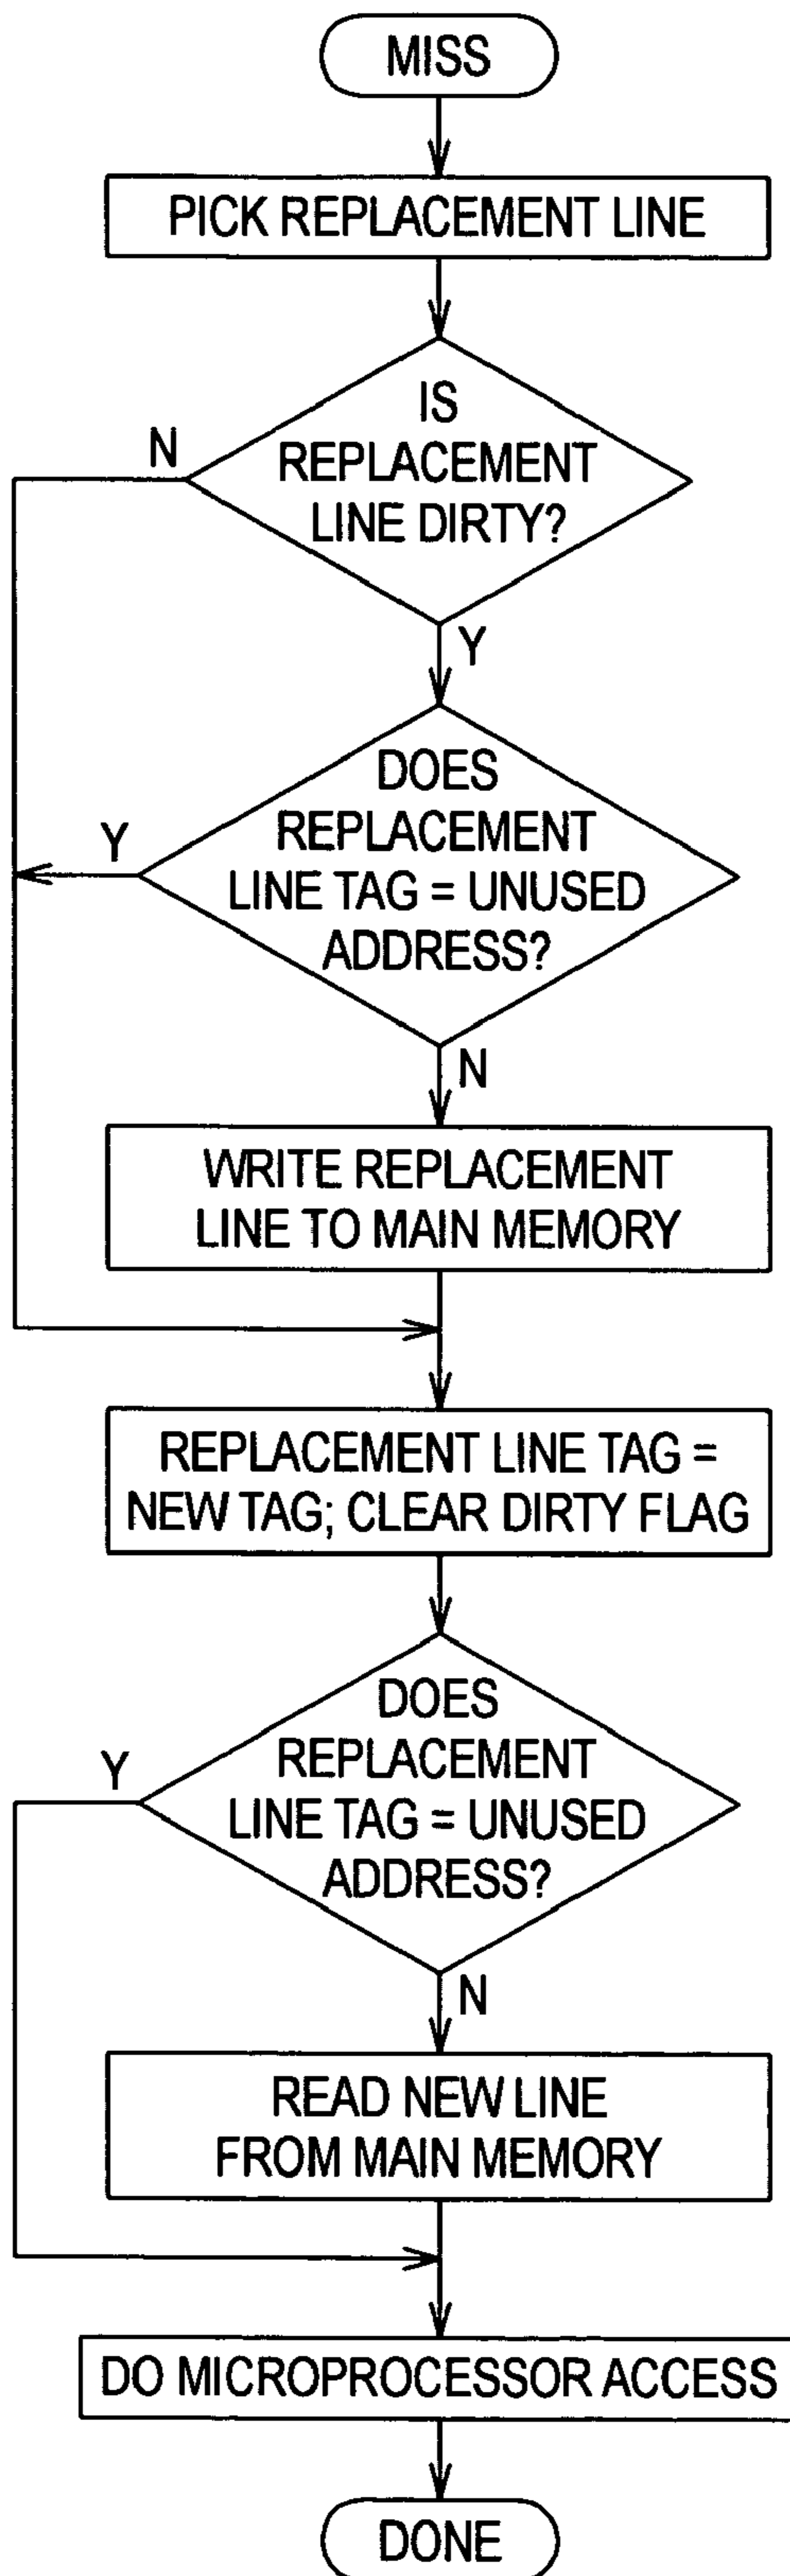 MISS
PICK REPLACEMENT LINE
IS
REPLACEMENT
LINE DIRTY?
N
Y
DOES
REPLACEMENT
LINE TAG = UNUSED
ADDRESS?
Y
N
WRITE REPLACEMENT
LINE TO MAIN MEMORY
REPLACEMENT LINE TAG =
NEW TAG; CLEAR DIRTY FLAG
DOES
REPLACEMENT
LINE TAG = UNUSED
ADDRESS?
Y
N
READ NEW LINE
FROM MAIN MEMORY
DO MICROPROCESSOR ACCESS
DONE